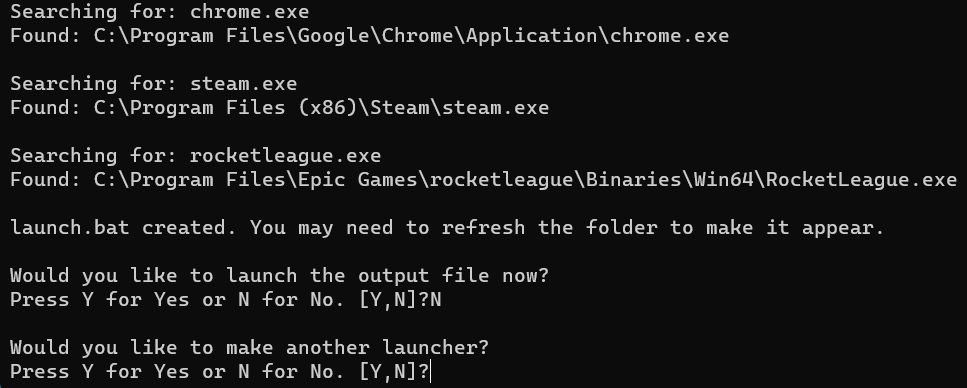 Searching for: chrome.exe
Found: C:\Program Files\Google\Chrome\Application\chrome.exe
Searching for: steam.exe
Found: C:\Program Files (x86)\Steam\steam.exe
Searching for: rocketleague.exe
Found: C:\Program Files\Epic Games\rocketleague\Binaries\Win64\RocketLeague.exe
launch.bat created. You may need to refresh the folder to make it appear.
Would you like to launch the output file now?
Press Y for Yes or N for No. [Y,N]?N
Would you like to make another launcher?
Press Y for Yes or N for No. [Y,N]?